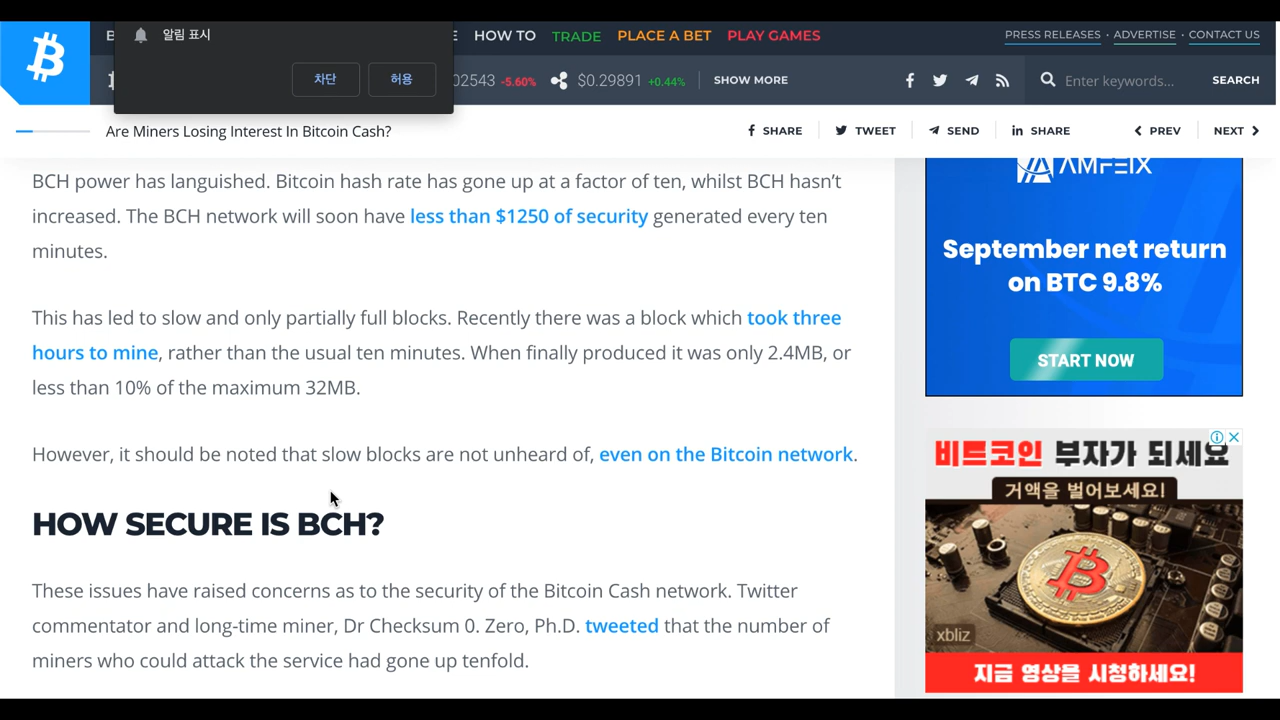 알림 표시
차단
허용
HOW TO
TRADE
PLACE A BET
PLAY GAMES
PRESS RELEASES · ADVERTISE · CONTACT US
02543 -5.60%
$0.29891 +0.44%
SHOW MORE
Enter keywords...
SEARCH
Are Miners Losing Interest In Bitcoin Cash?
SHARE
TWEET
SEND
SHARE
PREV
NEXT
BCH power has languished. Bitcoin hash rate has gone up at a factor of ten, whilst BCH hasn’t
increased. The BCH network will soon have less than $1250 of security generated every ten
minutes.
This has led to slow and only partially full blocks. Recently there was a block which took three
hours to mine, rather than the usual ten minutes. When finally produced it was only 2.4MB, or
less than 10% of the maximum 32MB.
However, it should be noted that slow blocks are not unheard of, even on the Bitcoin network.
HOW SECURE IS BCH?
These issues have raised concerns as to the security of the Bitcoin Cash network. Twitter
commentator and long-time miner, Dr Checksum 0. Zero, Ph.D. tweeted that the number of
miners who could attack the service had gone up tenfold.
AMFEIX
September net return
on BTC 9.8%
START NOW
비트코인 부자가 되세요
거액을 벌어보세요!
xbliz
지금 영상을 시청하세요!